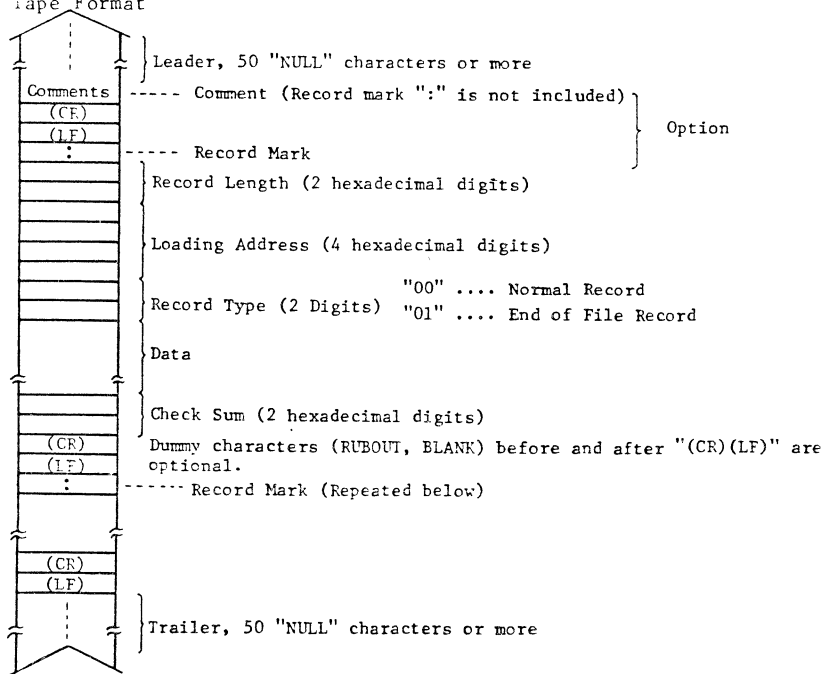 Tape Format
Leader, 50 "NULL" characters or more
Comments ----- Comment (Record mark ":" is not included)
(CR)
Option
(LF)
: ----- Record Mark
Record Length (2 hexadecimal digits)
Loading Address (4 hexadecimal digits)
"00" .... Normal Record
Record Type (2 Digits)
"01" .... End of File Record
Data
Check Sum (2 hexadecimal digits)
(CR) Dummy characters (RUBOUT, BLANK) before and after "(CR)(LF)" are
(LF) optional.
: ------ Record Mark (Repeated below)
(CR)
(LF)
Trailer, 50 "NULL" characters or more